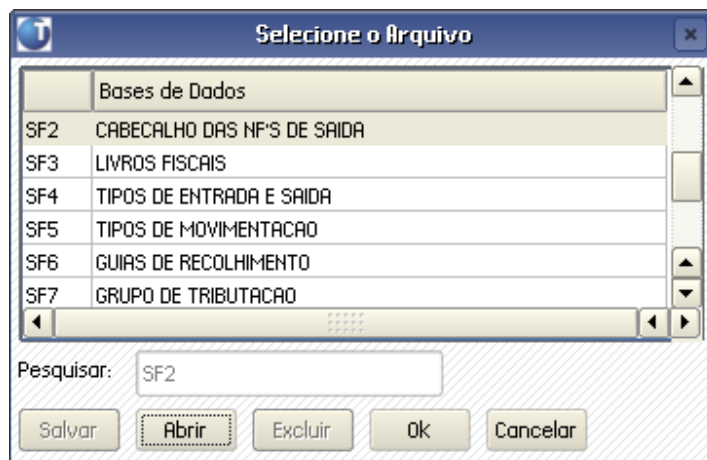 Selecione o Arquivo
Bases de Dados
SF2 CABECALHO DAS NF'S DE SAIDA
SF3 LIVROS FISCAIS
SF4 TIPOS DE ENTRADA E SAIDA
SF5 TIPOS DE MOVIMENTACAO
SF6 GUIAS DE RECOLHIMENTO
SF7 GRUPO DE TRIBUTACAO
Pesquisar: SF2
Salvar Abrir Excluir Ok Cancelar